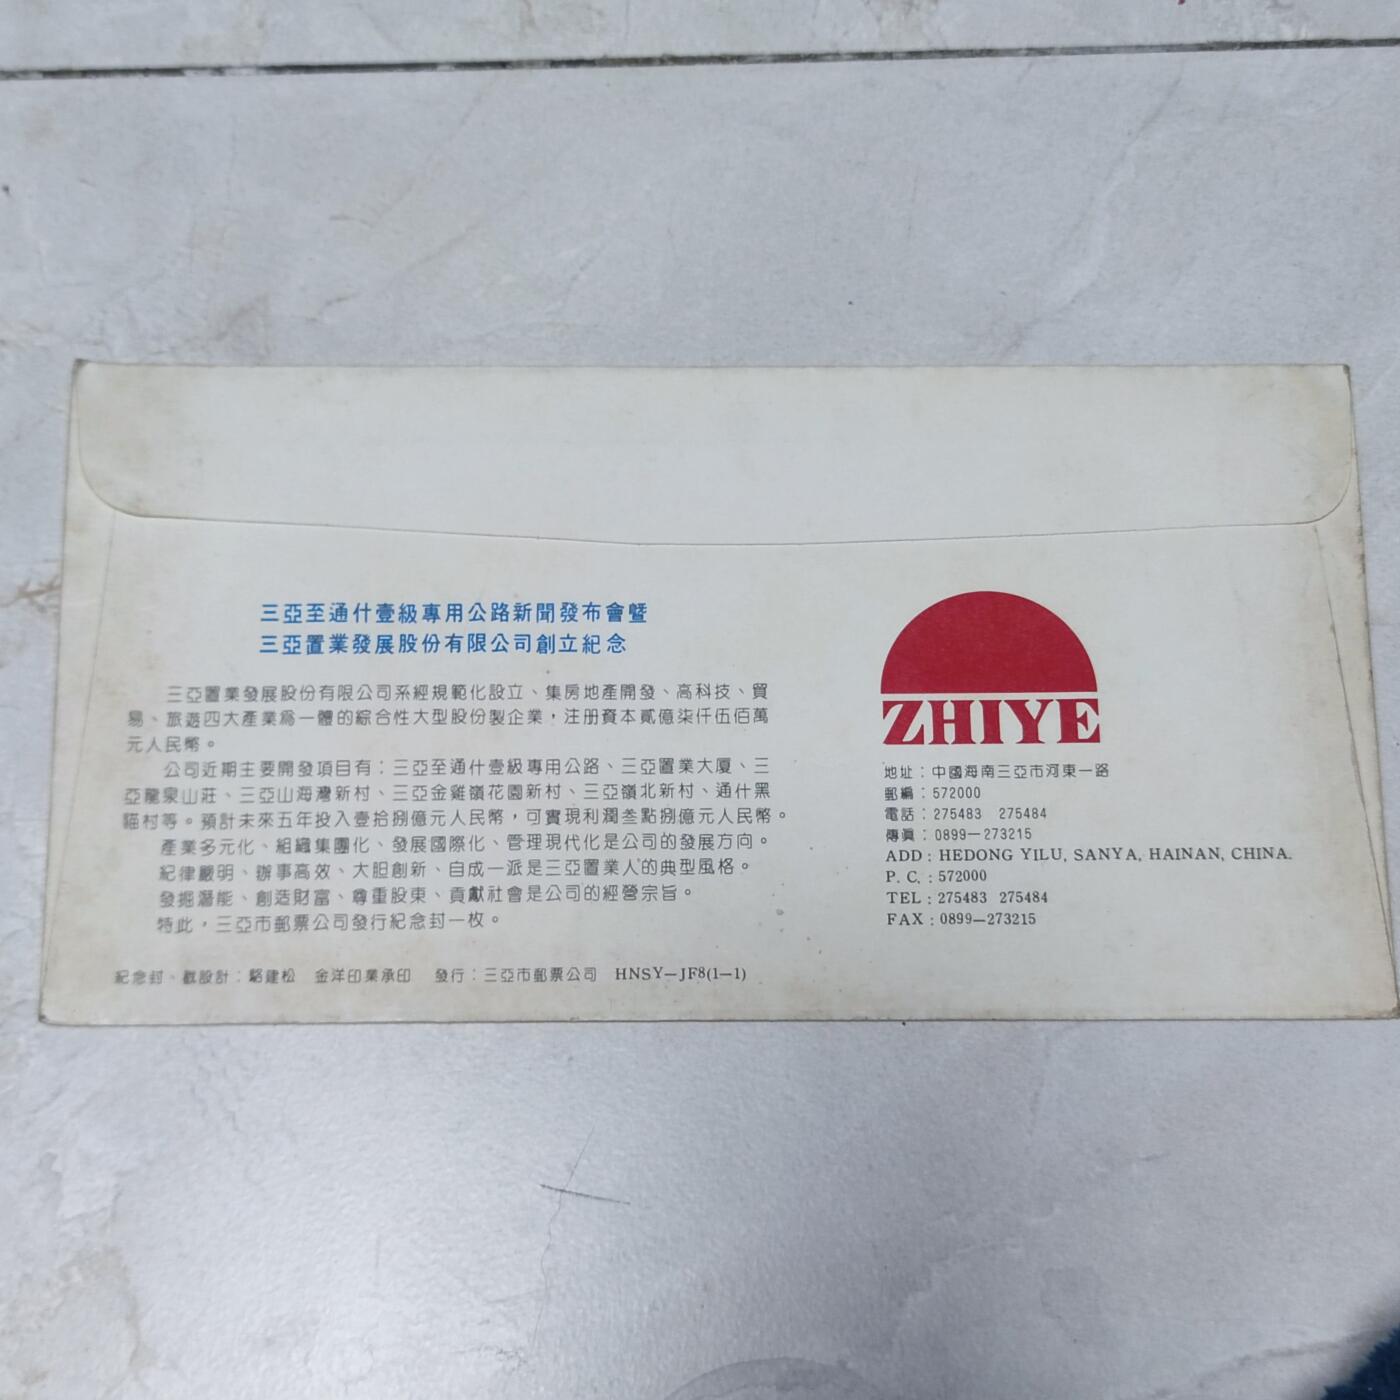 三亞至通什壹級專用公路新聞發布會暨
三亞置業發展股份有限公司創立紀念
三亞置業發展股份有限公司系經規範化設立、集房地產開發、高科技、貿
易、旅遊四大產業爲一體的綜合性大型股份製企業，注册資本貳億柒仟伍佰萬
元人民幣。
公司近期主要開發項目有：三亞至通什壹級專用公路、三亞置業大厦、三
亞龍泉山莊、三亞山海灣新村、三亞金雞嶺花園新村、三亞嶺北新村、通什黑
貓村等。預計未來五年投入壹拾捌億元人民幣，可實現利潤叁點捌億元人民幣。
產業多元化、組織集團化、發展國際化、管理現代化是公司的發展方向。
紀律嚴明、辦事高效、大胆創新、自成一派是三亞置業人的典型風格。
發掘潛能、創造財富、尊重股東、貢獻社會是公司的經營宗旨。
特此，三亞市郵票公司發行紀念封一枚。
紀念封、戳設計：駱建松 金洋印業承印 發行：三亞市郵票公司 HNSY—JF8(1—1)
ZHIYE
地址：中國海南三亞市河東一路
郵編：572000
電話：275483 275484
傳眞：0899—273215
ADD: HEDONG YILU, SANYA, HAINAN, CHINA.
P. C. : 572000
TEL: 275483 275484
FAX: 0899—273215